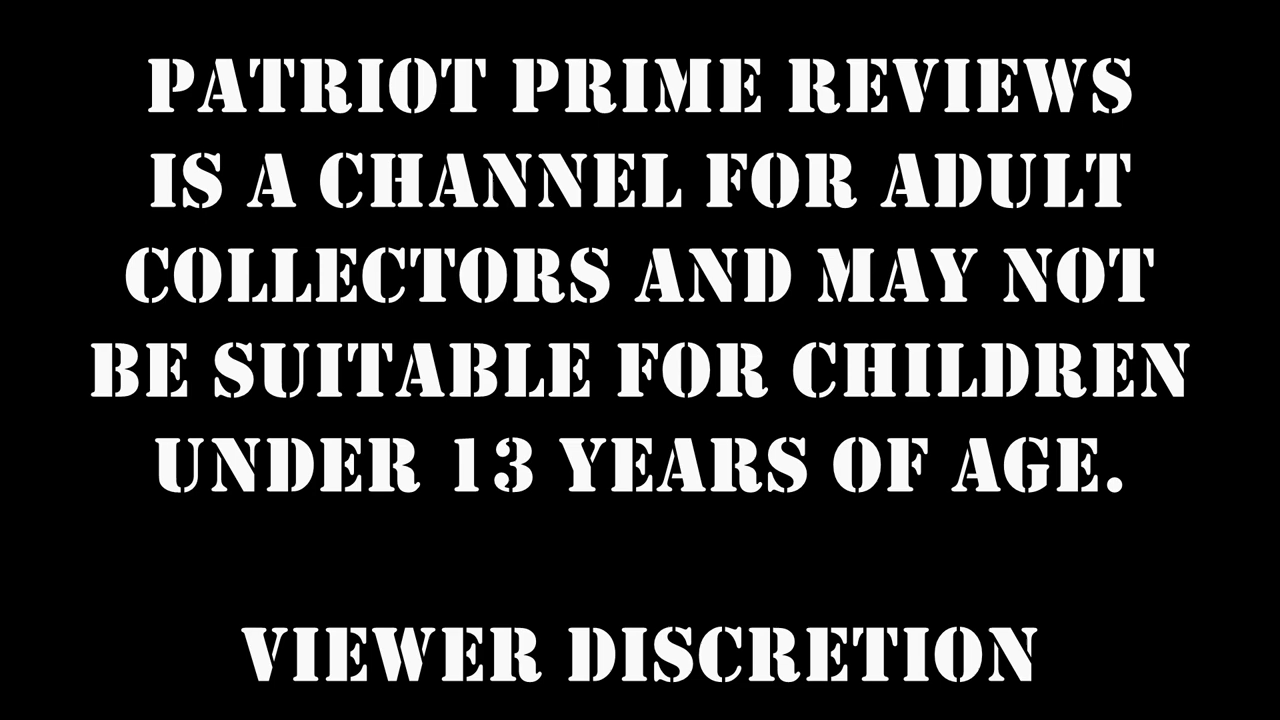 PATRIOT PRIME REVIEWS
IS A CHANNEL FOR ADULT
COLLECTORS AND MAY NOT
BE SUITABLE FOR CHILDREN
UNDER 13 YEARS OF AGE.
VIEWER DISCRETION